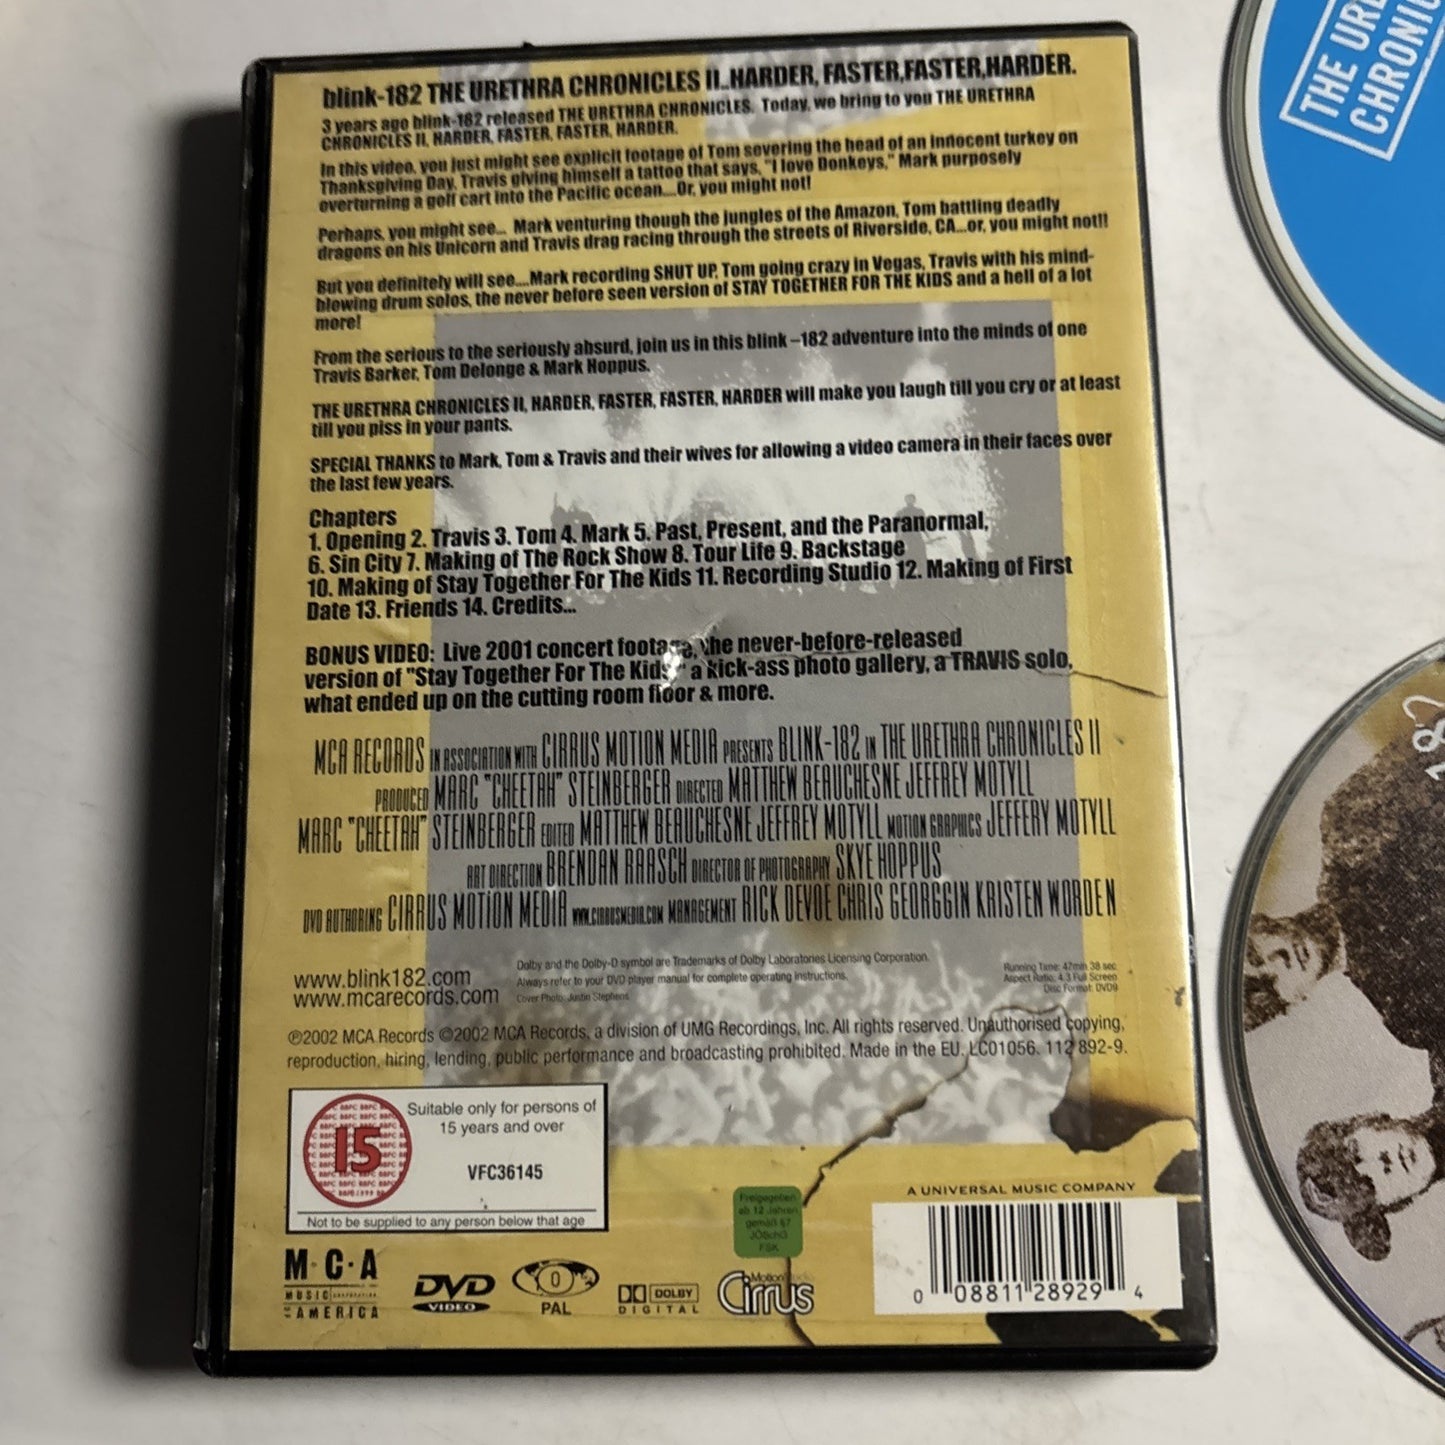 blink-182 THE URETHRA CHRONICLES II..HARDER, FASTER,FASTER,HARDER.
3 years ago blink-182 released THE URETHRA CHRONICLES. Today, we bring to you THE URETHRA
CHRONICLES II, HARDER, FASTER, FASTER, HARDER.
In this video, you just might see explicit footage of Tom severing the head of an innocent turkey on
Thanksgiving Day, Travis giving himself a tattoo that says, "I love Donkeys," Mark purposely
overturning a golf cart into the Pacific ocean....Or, you might not!
Perhaps, you might see... Mark venturing though the jungles of the Amazon, Tom battling deadly
dragons on his Unicorn and Travis drag racing through the streets of Riverside, CA...or, you might not!!
But you definitely will see....Mark recording SHUT UP, Tom going crazy in Vegas, Travis with his mind-
blowing drum solos, the never before seen version of STAY TOGETHER FOR THE KIDS and a hell of a lot
more!
From the serious to the seriously absurd, join us in this blink –182 adventure into the minds of one
Travis Barker, Tom Delonge & Mark Hoppus.
THE URETHRA CHRONICLES II, HARDER, FASTER, FASTER, HARDER will make you laugh till you cry or at least
till you piss in your pants.
SPECIAL THANKS to Mark, Tom & Travis and their wives for allowing a video camera in their faces over
the last few years.
Chapters
1. Opening 2. Travis 3. Tom 4. Mark 5. Past, Present, and the Paranormal,
6. Sin City 7. Making of The Rock Show 8. Tour Life 9. Backstage
10. Making of Stay Together For The Kids 11. Recording Studio 12. Making of First
Date 13. Friends 14. Credits...
BONUS VIDEO: Live 2001 concert footage, the never-before-released
version of "Stay Together For The Kids," a kick-ass photo gallery, a TRAVIS solo,
what ended up on the cutting room floor & more.
MCA RECORDS IN ASSOCIATION WITH CIRRUS MOTION MEDIA PRESENTS BLINK-182 IN THE URETHRA CHRONICLES II
PRODUCED MARC "CHEETAH" STEINBERGER DIRECTED MATTHEW BEAUCHESNE JEFFREY MOTYLL
MARC "CHEETAH" STEINBERGER EDITED MATTHEW BEAUCHESNE JEFFREY MOTYLL MOTION GRAPHICS JEFFERY MOTYLL
ART DIRECTION BRENDAN RAASCH DIRECTOR OF PHOTOGRAPHY SKYE HOPPUS
DVD AUTHORING CIRRUS MOTION MEDIA WWW.CIRRUSMEDIA.COM MANAGEMENT RICK DEVOE CHRIS GEORGGIN KRISTEN WORDEN
www.blink182.com
www.mcarecords.com
Dolby and the Dolby-D symbol are Trademarks of Dolby Laboratories Licensing Corporation.
Always refer to your DVD player manual for complete operating instructions.
Cover Photo: Justin Stephens
Running Time: 47min 38 sec
Aspect Ratio: 4.3 Full Screen
Disc Format: DVD9
℗2002 MCA Records ©2002 MCA Records, a division of UMG Recordings, Inc. All rights reserved. Unauthorised copying,
reproduction, hiring, lending, public performance and broadcasting prohibited. Made in the EU. LC01056. 112 892-9.
15
Suitable only for persons of
15 years and over
VFC36145
Not to be supplied to any person below that age
Freigegeben
ab 12 Jahren
gemäß §7
JÖSchG
FSK
A UNIVERSAL MUSIC COMPANY
0 08811 28929 4
M·C·A
MUSIC
AMERICA
DVD
VIDEO
0
PAL
DOLBY
DIGITAL
Motion
Cirrus
THE URE
CHRONIC
182